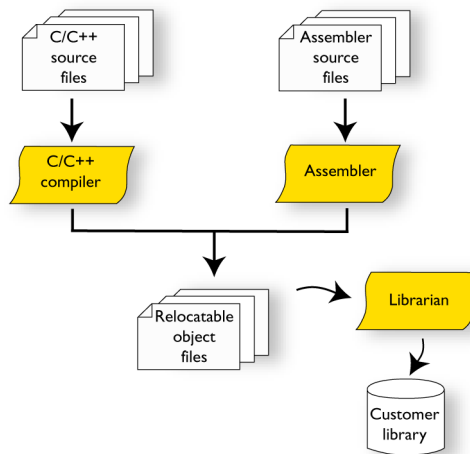 C/C++
source
files
Assembler
source
files
C/C++
compiler
Assembler
Relocatable
object
files
Librarian
Customer
library